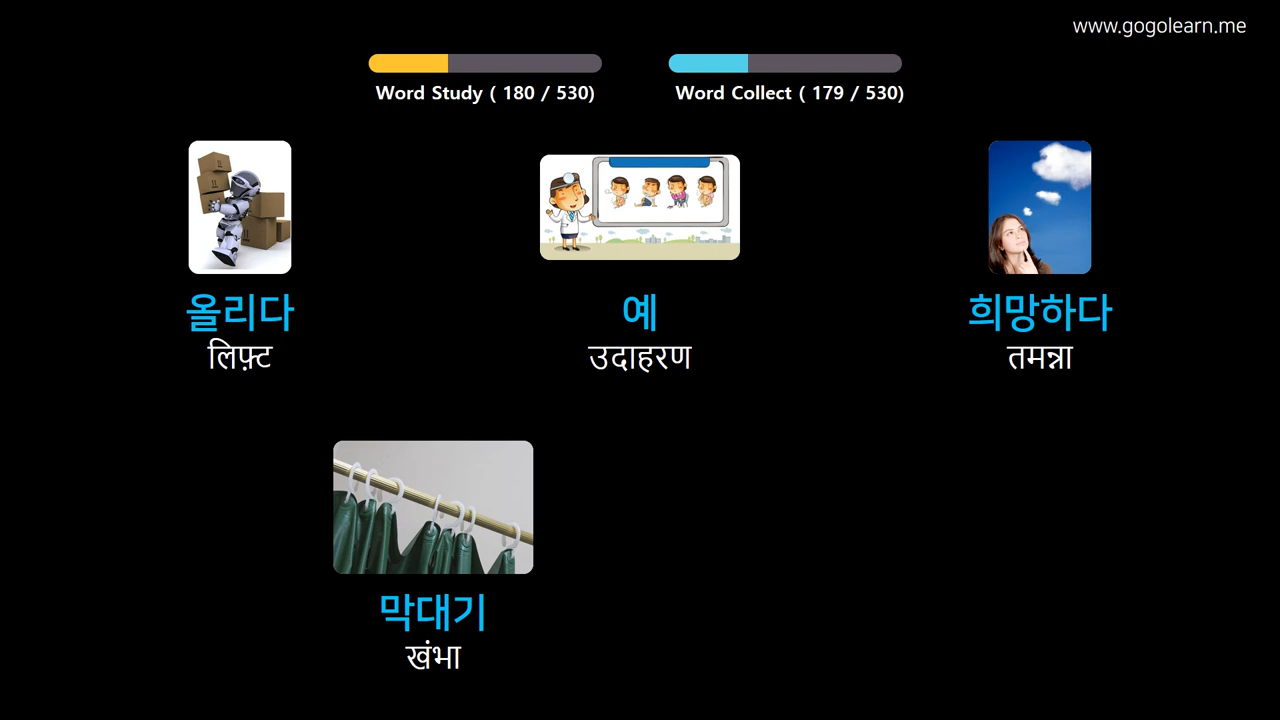 www.gogolearn.me
Word Study ( 180 / 530)
Word Collect ( 179 / 530)
올리다
लिफ़्ट
예
उदाहरण
희망하다
तमन्ना
막대기
खंभा